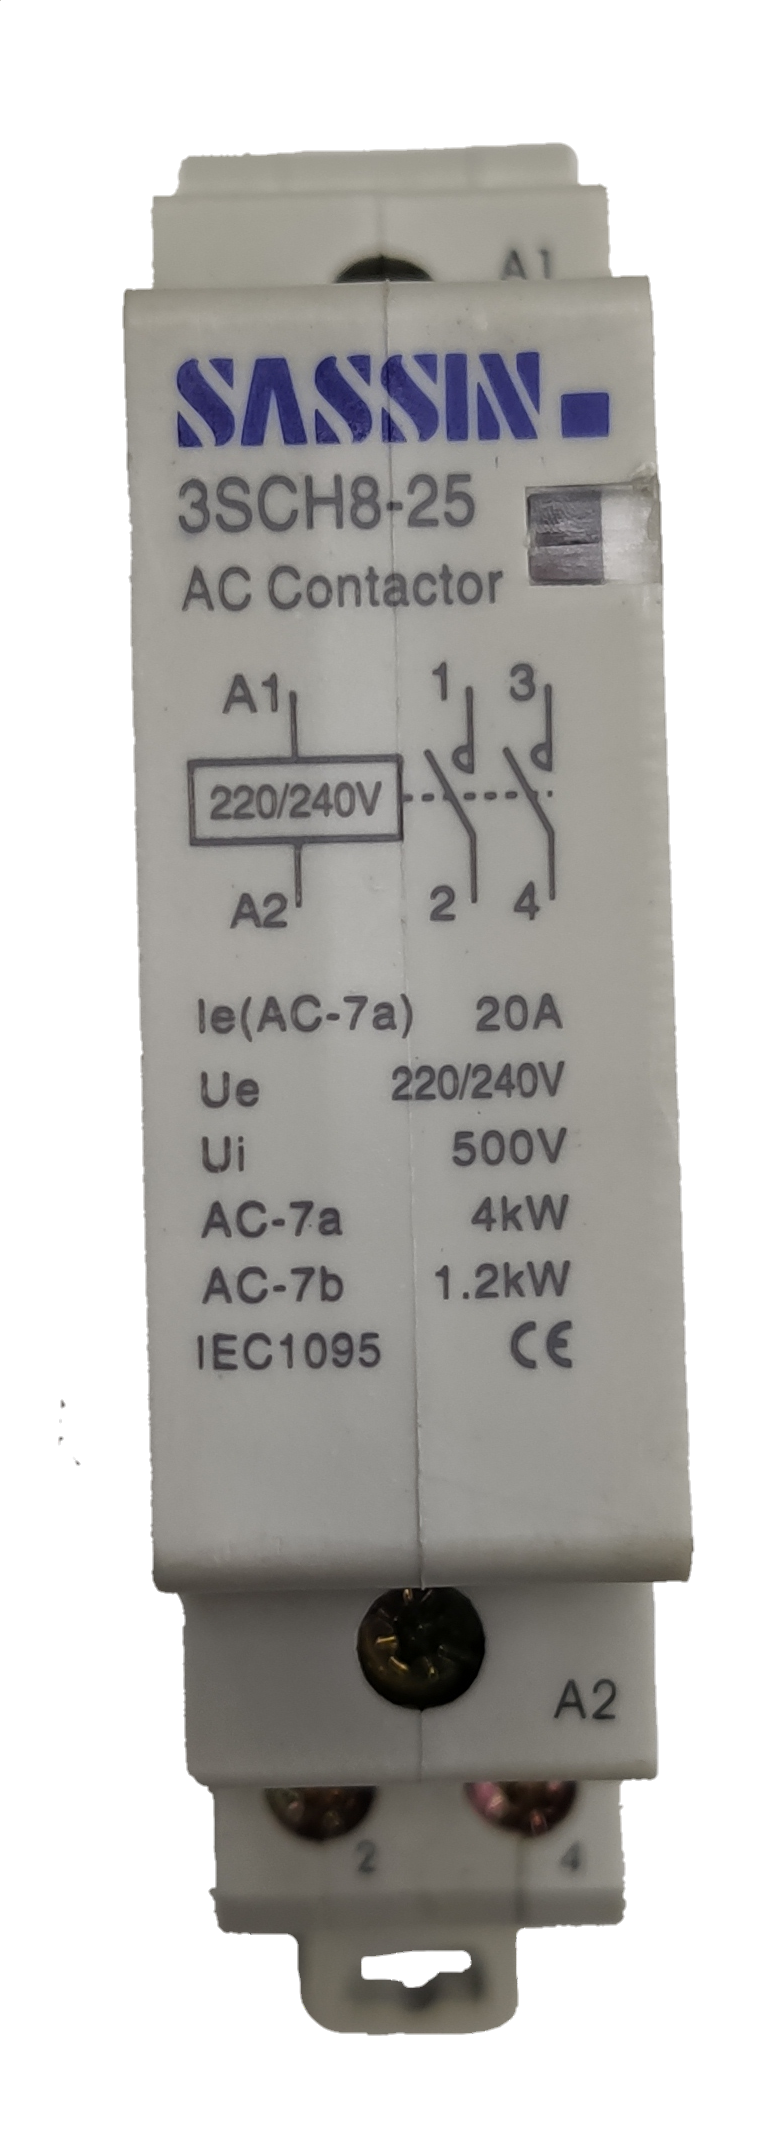 A1
SASSIN
3SCH8-25
AC Contactor
A1 1 3
220/240V
A2 2 4
Ie(AC-7a) 20A
Ue 220/240V
Ui 500V
AC-7a 4kW
AC-7b 1.2kW
IEC1095 CE
A2
2 4